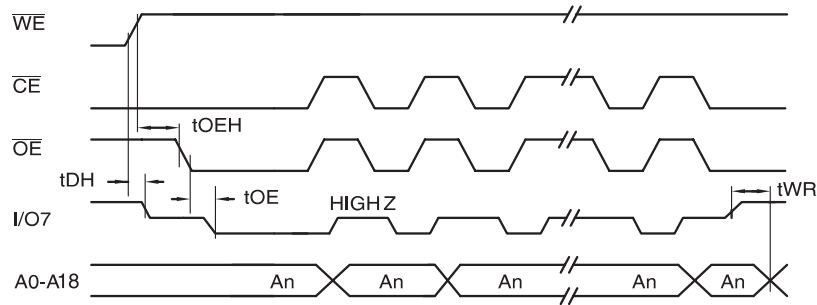 WE
CE
tOEH
OE
tDH
tOE
HIGH Z
tWR
I/O7
A0-A18
An An An An An